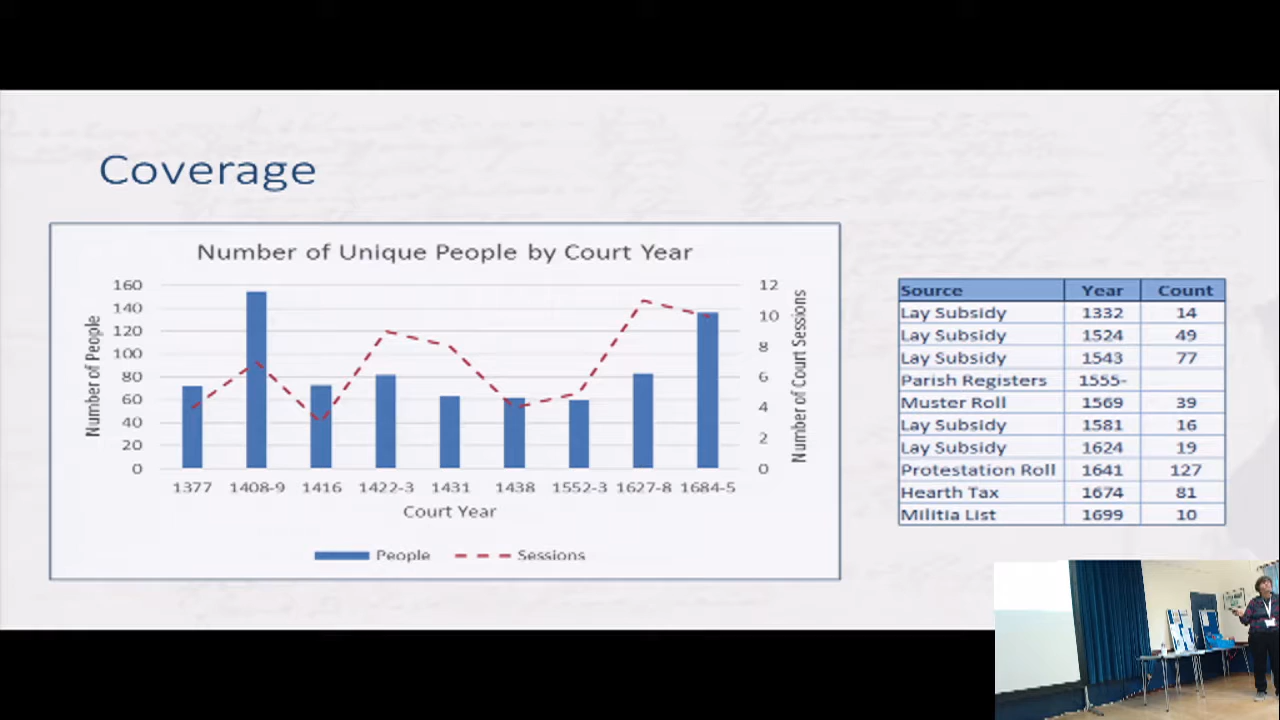 Coverage
Number of Unique People by Court Year
160
140
120
100
80
60
40
20
0
Number of People
12
10
8
6
4
2
0
Number of Court Sessions
1377 1408-9 1416 1422-3 1431 1438 1552-3 1627-8 1684-5
Court Year
People Sessions
Source Year Count
Lay Subsidy 1332 14
Lay Subsidy 1524 49
Lay Subsidy 1543 77
Parish Registers 1555-
Muster Roll 1569 39
Lay Subsidy 1581 16
Lay Subsidy 1624 19
Protestation Roll 1641 127
Hearth Tax 1674 81
Militia List 1699 10